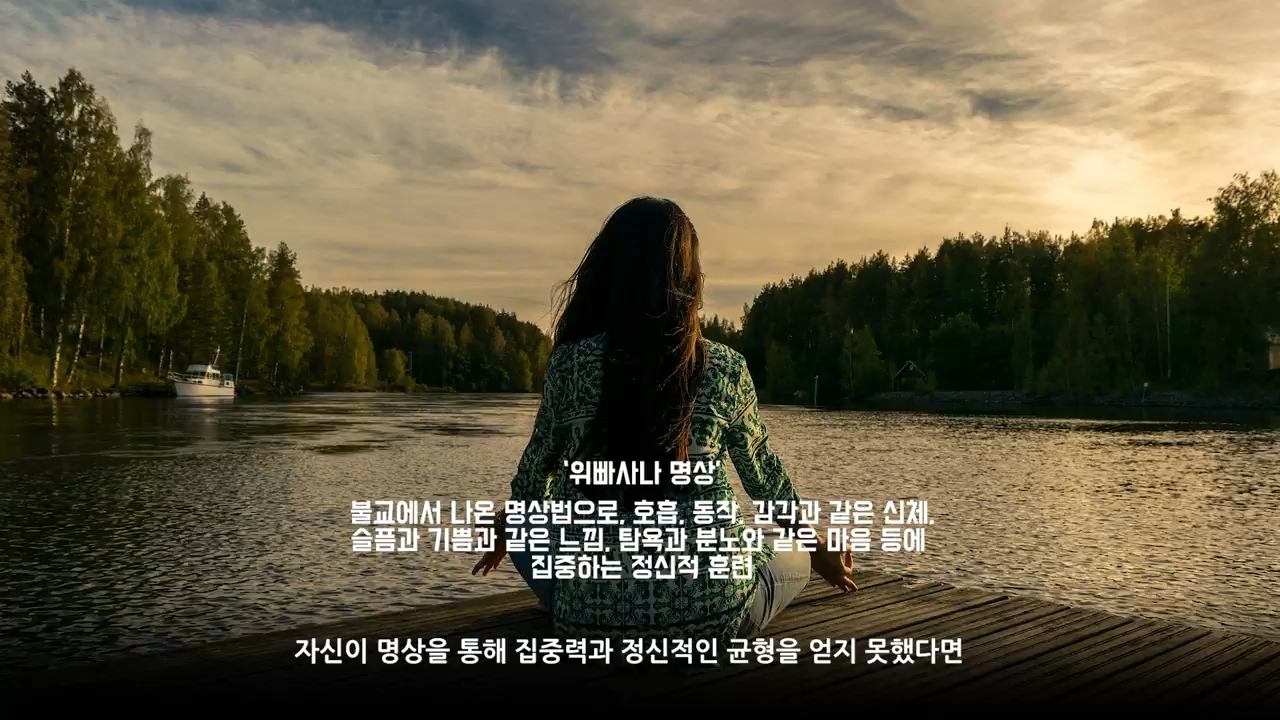 '위빠사나 명상'
불교에서 나온 명상법으로, 호흡, 동작, 감각과 같은 신체,
슬픔과 기쁨과 같은 느낌, 탐욕과 분노와 같은 마음 등에
집중하는 정신적 훈련
자신이 명상을 통해 집중력과 정신적인 균형을 얻지 못했다면